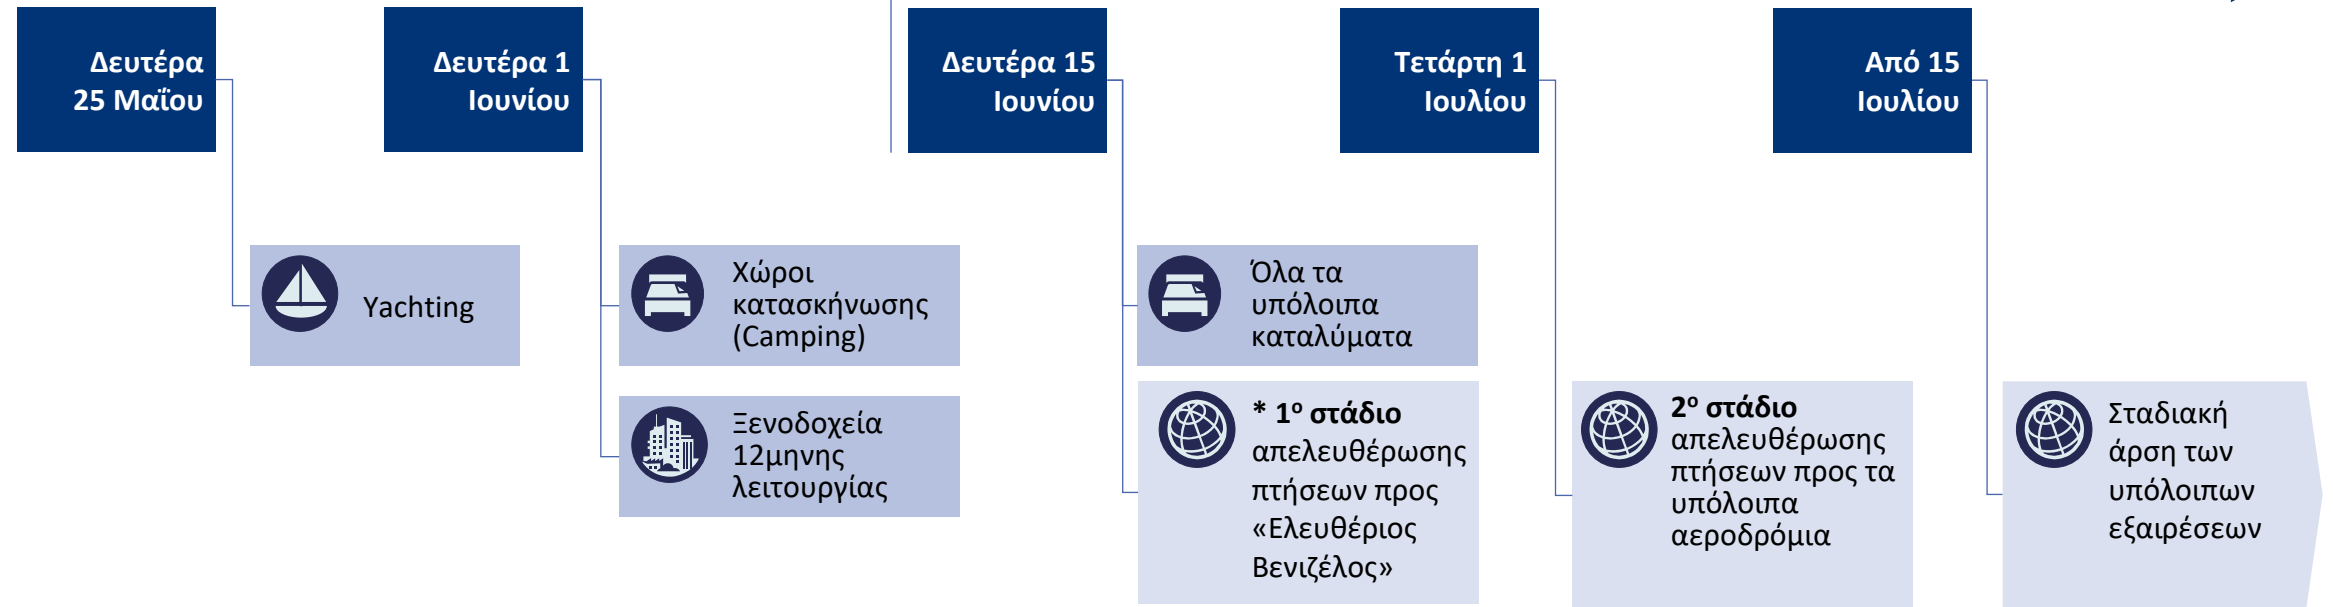 Δευτέρα
25 Μαΐου
Δευτέρα 1
Ιουνίου
Δευτέρα 15
Ιουνίου
Τετάρτη 1
Ιουλίου
Από 15
Ιουλίου
Yachting
Χώροι
κατασκήνωσης
(Camping)
Ξενοδοχεία
12μηνης
λειτουργίας
Όλα τα
υπόλοιπα
καταλύματα
* 1ο στάδιο
απελευθέρωσης
πτήσεων προς
«Ελευθέριος
Βενιζέλος»
2ο στάδιο
απελευθέρωσης
πτήσεων προς τα
υπόλοιπα
αεροδρόμια
Σταδιακή
άρση των
υπόλοιπων
εξαιρέσεων